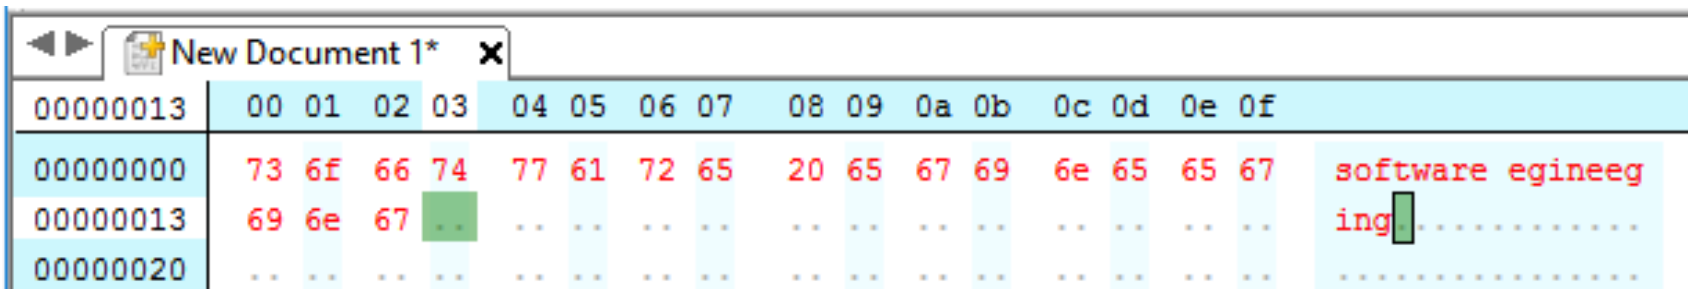 New Document 1*
00000013 00 01 02 03 04 05 06 07 08 09 0a 0b 0c 0d 0e 0f
00000000 73 6f 66 74 77 61 72 65 20 65 67 69 6e 65 65 67 software egineeg
00000013 69 6e 67 .. .. .. .. .. .. .. .. .. .. .. .. .. ing.............
00000020 .. .. .. .. .. .. .. .. .. .. .. .. .. .. .. .. ................